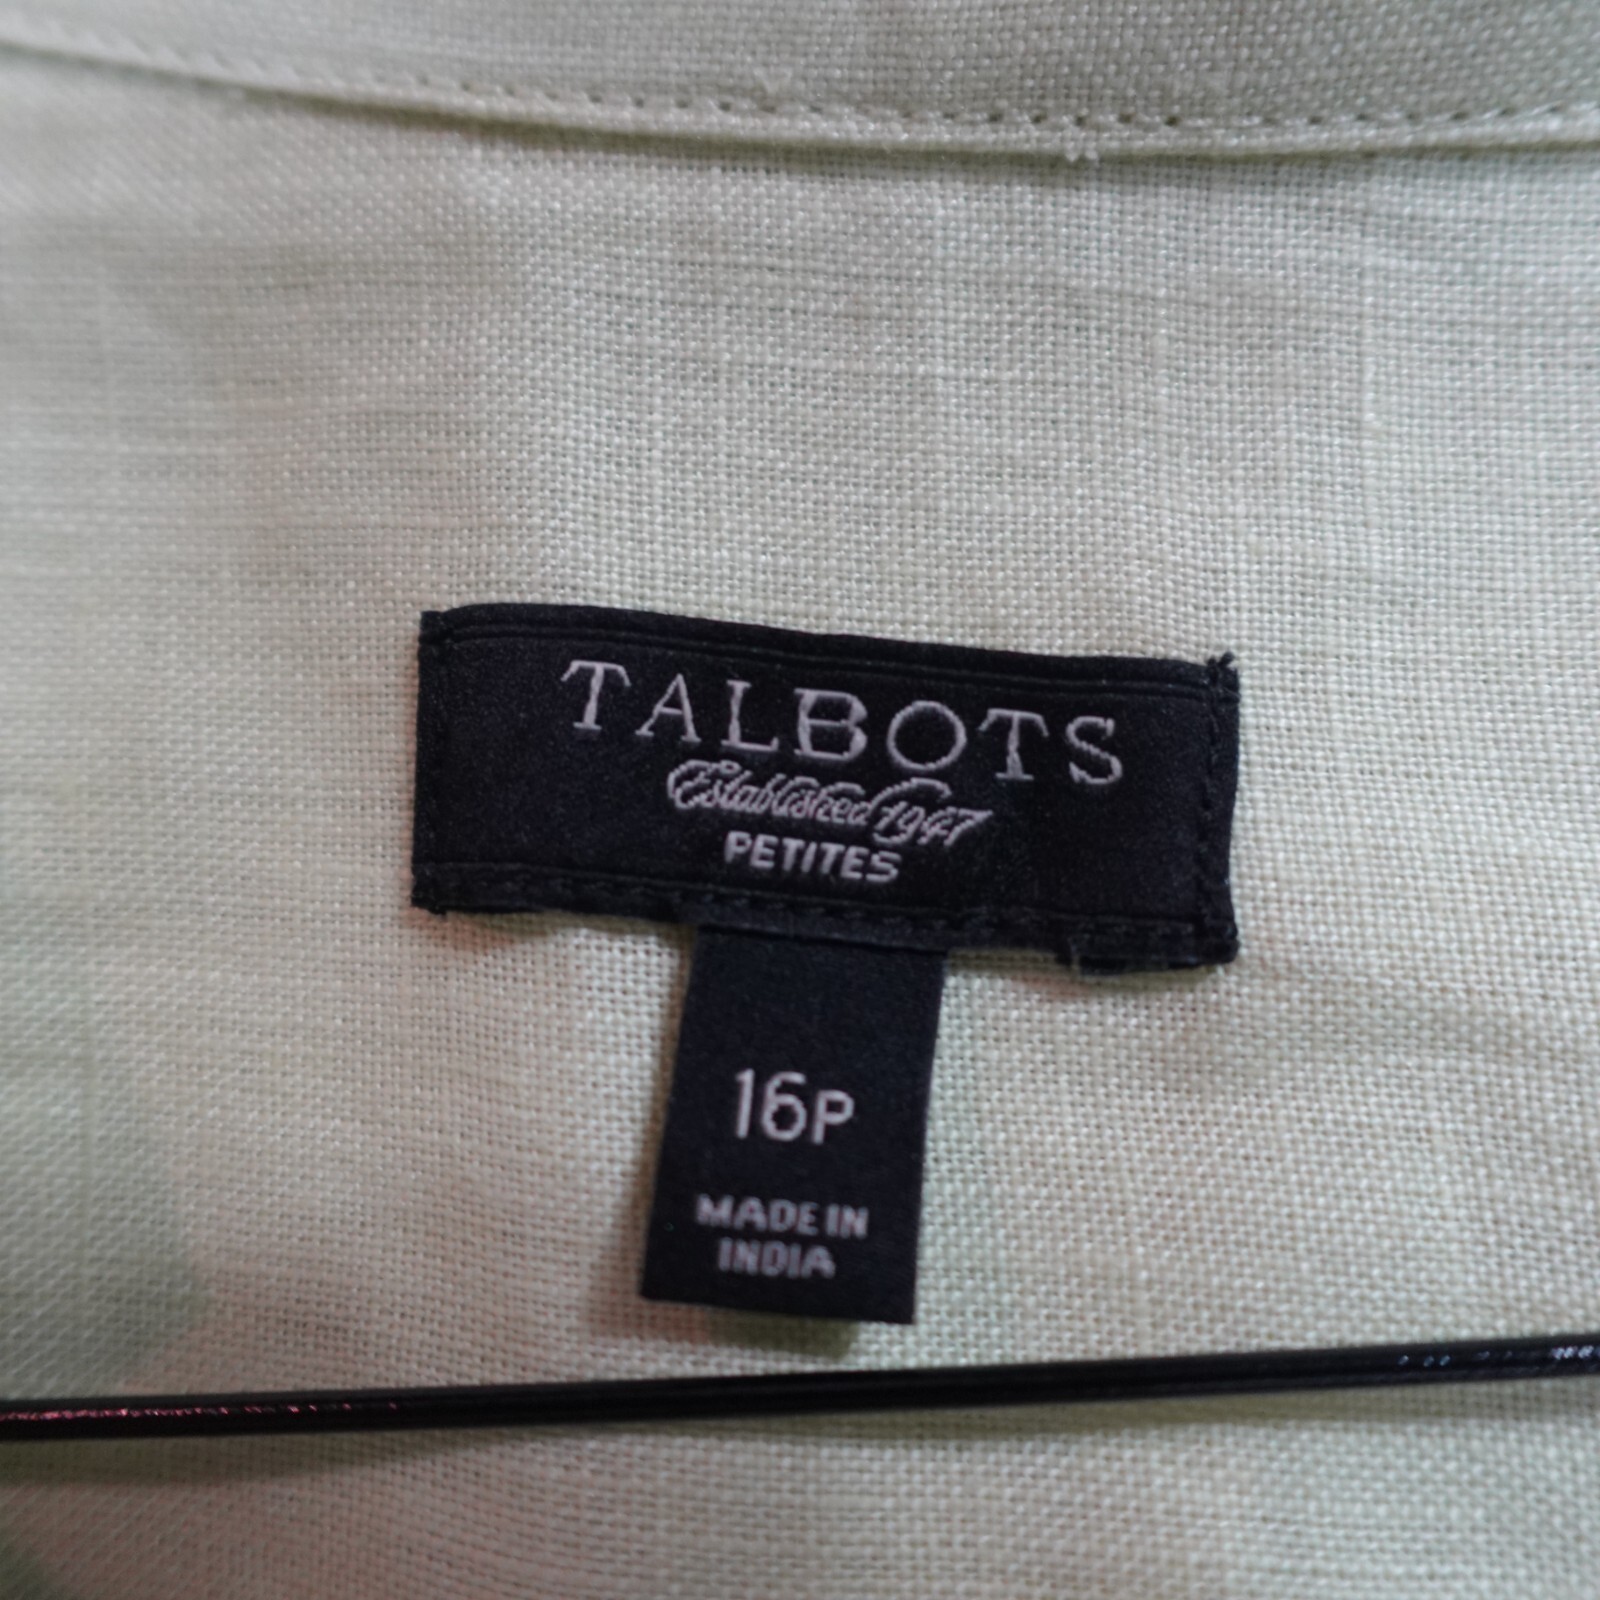 TALBOTS
Established 1947
PETITES
16P
MADE IN
INDIA